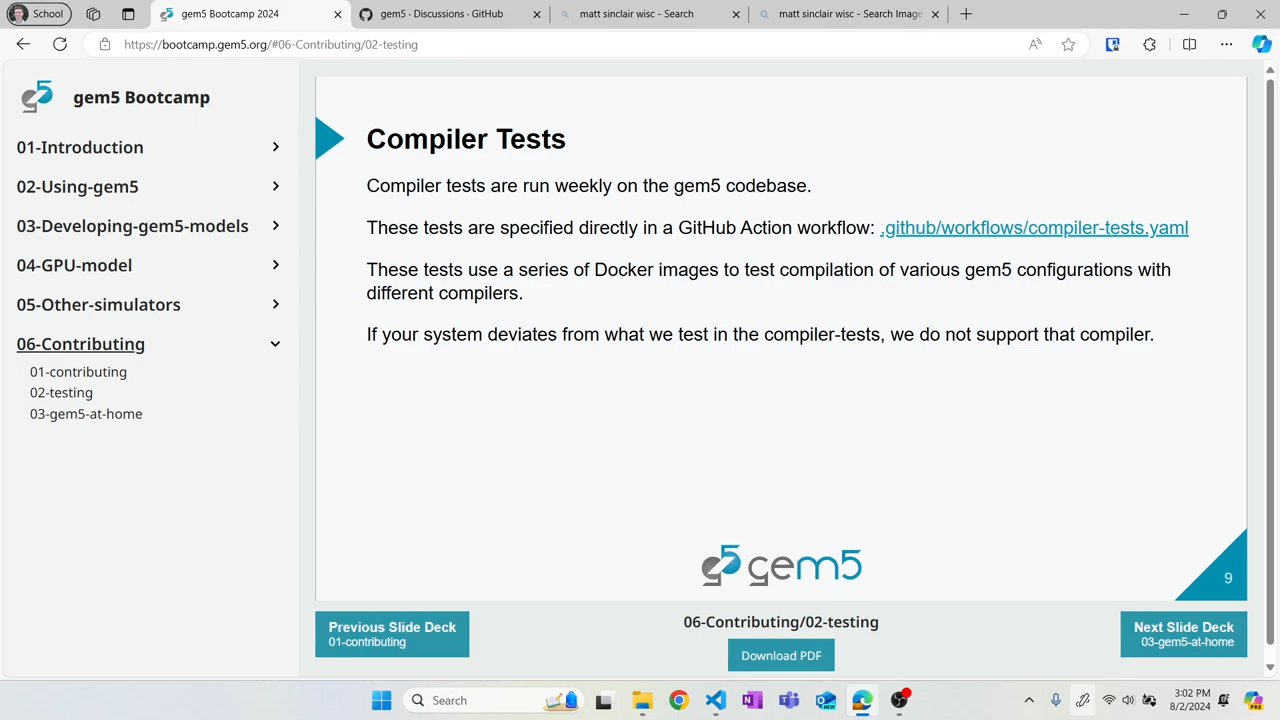 School
gem5 Bootcamp 2024
gem5 · Discussions · GitHub
matt sinclair wisc - Search
matt sinclair wisc - Search Image
https://bootcamp.gem5.org/#06-Contributing/02-testing
g5
gem5 Bootcamp
01-Introduction
02-Using-gem5
03-Developing-gem5-models
04-GPU-model
05-Other-simulators
06-Contributing
01-contributing
02-testing
03-gem5-at-home
Compiler Tests
Compiler tests are run weekly on the gem5 codebase.
These tests are specified directly in a GitHub Action workflow: .github/workflows/compiler-tests.yaml
These tests use a series of Docker images to test compilation of various gem5 configurations with
different compilers.
If your system deviates from what we test in the compiler-tests, we do not support that compiler.
g5 gem5
9
Previous Slide Deck
01-contributing
06-Contributing/02-testing
Download PDF
Next Slide Deck
03-gem5-at-home
Search
3:02 PM
8/2/2024